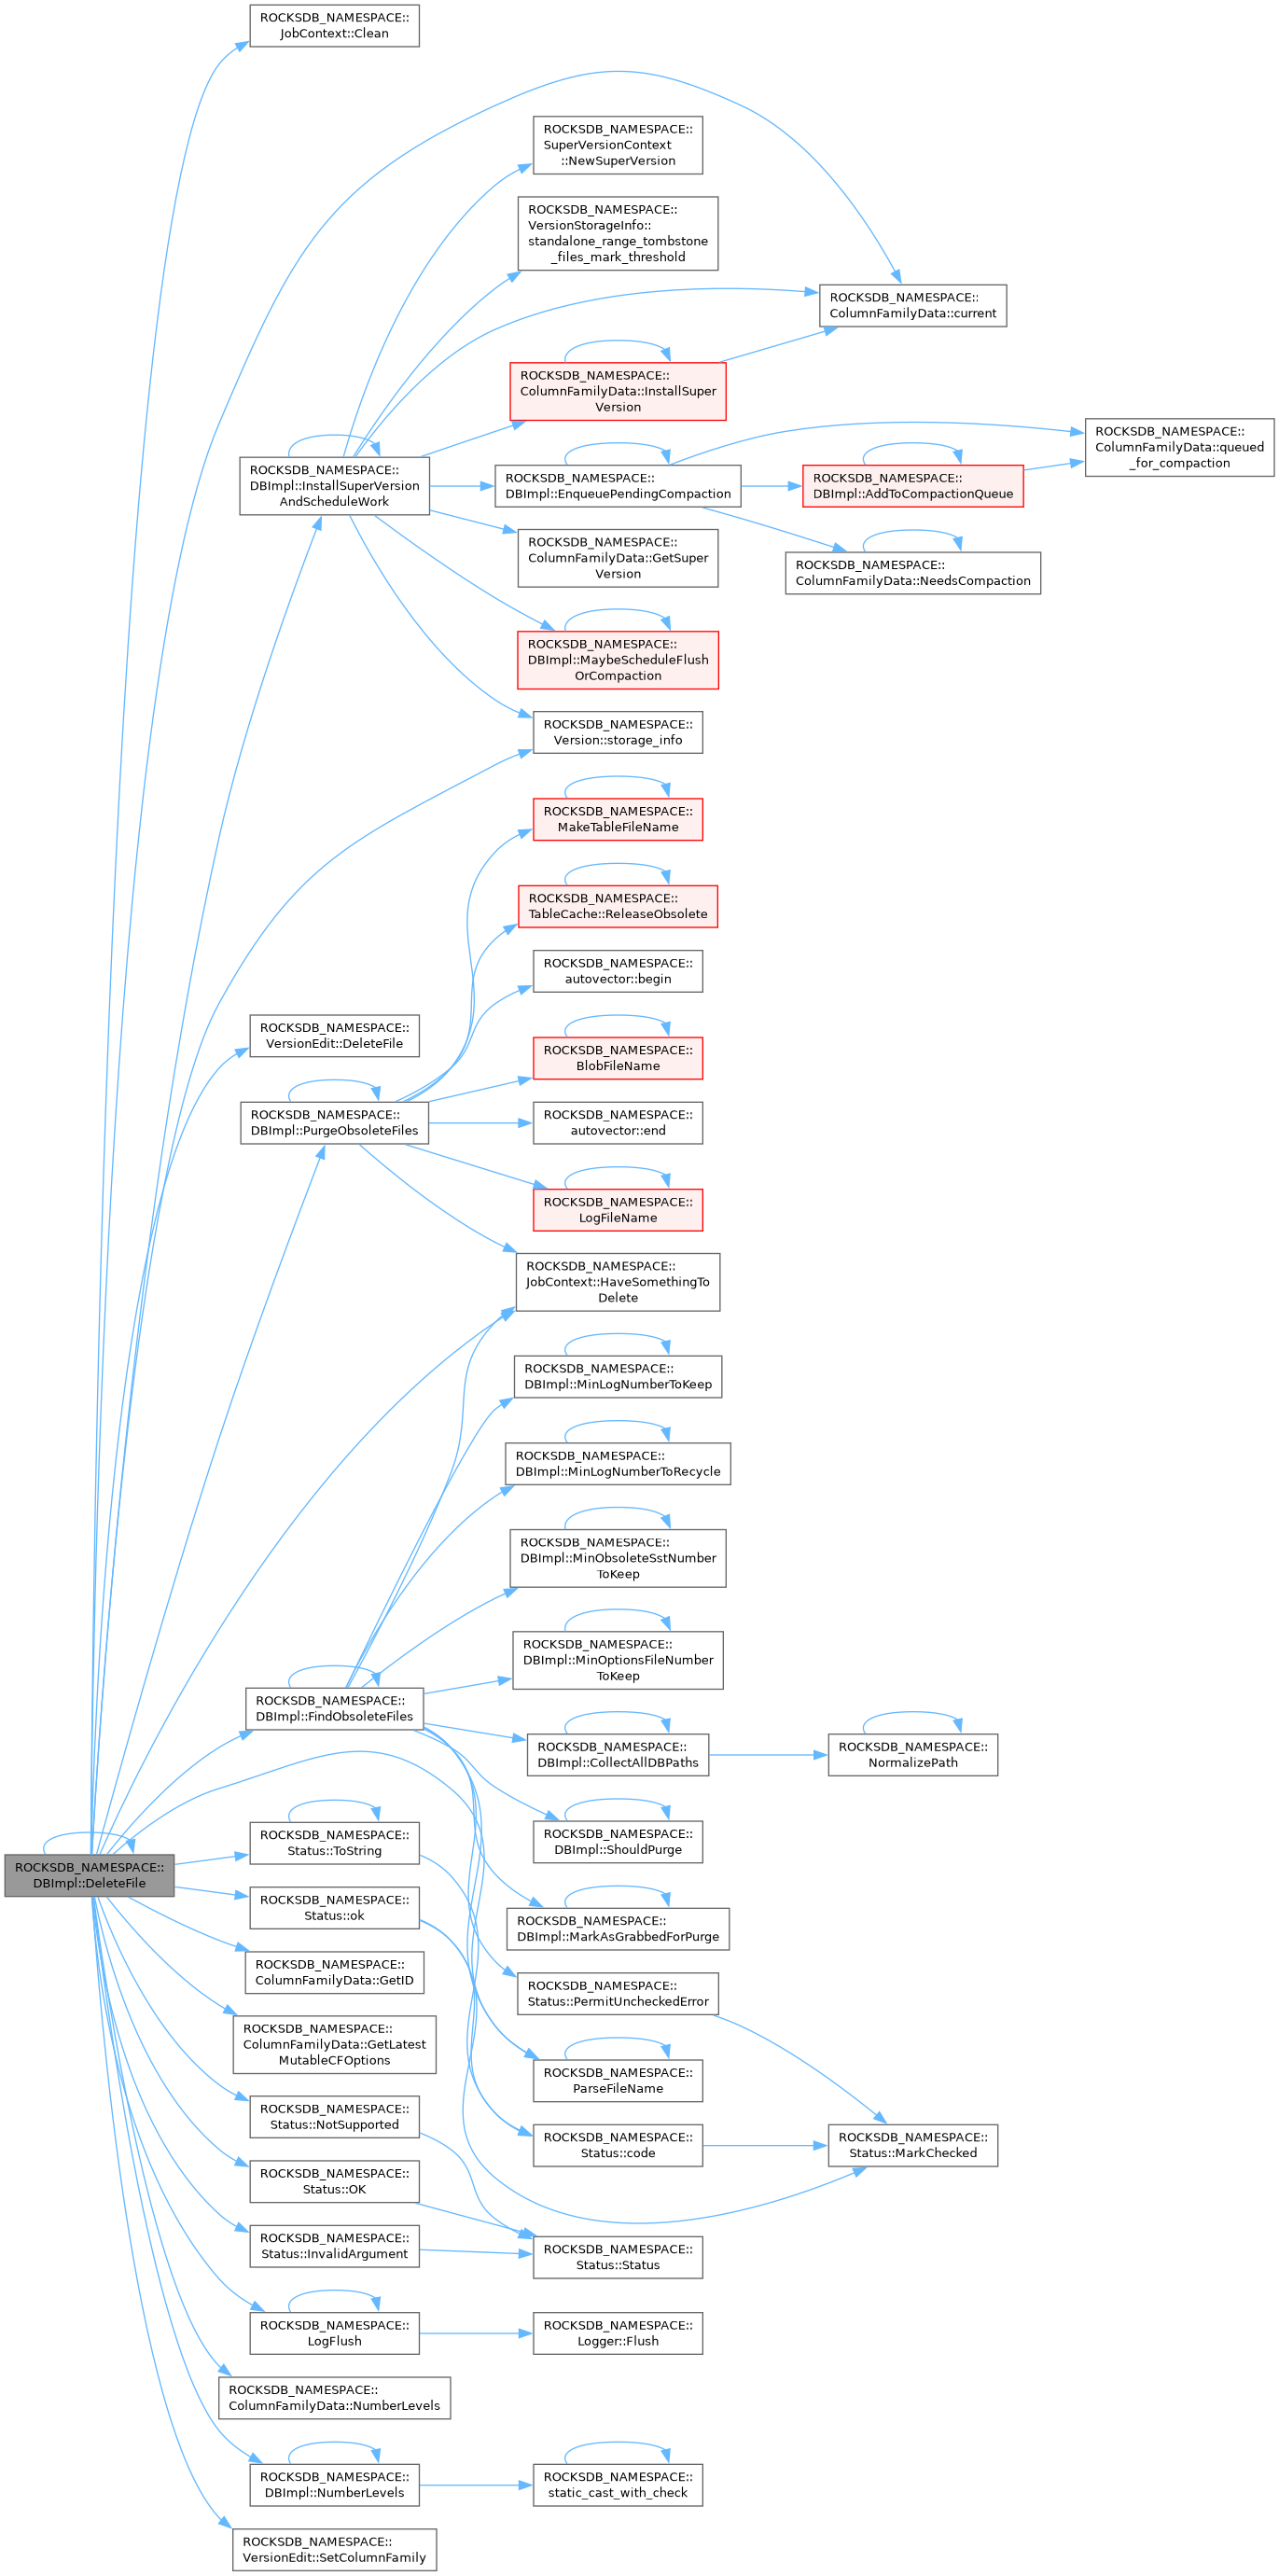 ROCKSDB_NAMESPACE::
JobContext::Clean
ROCKSDB_NAMESPACE::
SuperVersionContext
::NewSuperVersion
ROCKSDB_NAMESPACE::
VersionStorageInfo::
standalone_range_tombstone
_files_mark_threshold
ROCKSDB_NAMESPACE::
ColumnFamilyData::current
ROCKSDB_NAMESPACE::
ColumnFamilyData::InstallSuper
Version
ROCKSDB_NAMESPACE::
ColumnFamilyData::queued
_for_compaction
ROCKSDB_NAMESPACE::
DBImpl::InstallSuperVersion
AndScheduleWork
ROCKSDB_NAMESPACE::
DBImpl::EnqueuePendingCompaction
ROCKSDB_NAMESPACE::
DBImpl::AddToCompactionQueue
ROCKSDB_NAMESPACE::
ColumnFamilyData::GetSuper
Version
ROCKSDB_NAMESPACE::
ColumnFamilyData::NeedsCompaction
ROCKSDB_NAMESPACE::
DBImpl::MaybeScheduleFlush
OrCompaction
ROCKSDB_NAMESPACE::
Version::storage_info
ROCKSDB_NAMESPACE::
MakeTableFileName
ROCKSDB_NAMESPACE::
TableCache::ReleaseObsolete
ROCKSDB_NAMESPACE::
autovector::begin
ROCKSDB_NAMESPACE::
VersionEdit::DeleteFile
ROCKSDB_NAMESPACE::
BlobFileName
ROCKSDB_NAMESPACE::
DBImpl::PurgeObsoleteFiles
ROCKSDB_NAMESPACE::
autovector::end
ROCKSDB_NAMESPACE::
LogFileName
ROCKSDB_NAMESPACE::
JobContext::HaveSomethingTo
Delete
ROCKSDB_NAMESPACE::
DBImpl::MinLogNumberToKeep
ROCKSDB_NAMESPACE::
DBImpl::MinLogNumberToRecycle
ROCKSDB_NAMESPACE::
DBImpl::MinObsoleteSstNumber
ToKeep
ROCKSDB_NAMESPACE::
DBImpl::MinOptionsFileNumber
ToKeep
ROCKSDB_NAMESPACE::
DBImpl::FindObsoleteFiles
ROCKSDB_NAMESPACE::
DBImpl::CollectAllDBPaths
ROCKSDB_NAMESPACE::
NormalizePath
ROCKSDB_NAMESPACE::
Status::ToString
ROCKSDB_NAMESPACE::
DBImpl::ShouldPurge
ROCKSDB_NAMESPACE::
DBImpl::DeleteFile
ROCKSDB_NAMESPACE::
Status::ok
ROCKSDB_NAMESPACE::
DBImpl::MarkAsGrabbedForPurge
ROCKSDB_NAMESPACE::
ColumnFamilyData::GetID
ROCKSDB_NAMESPACE::
Status::PermitUncheckedError
ROCKSDB_NAMESPACE::
ColumnFamilyData::GetLatest
MutableCFOptions
ROCKSDB_NAMESPACE::
ParseFileName
ROCKSDB_NAMESPACE::
Status::NotSupported
ROCKSDB_NAMESPACE::
Status::code
ROCKSDB_NAMESPACE::
Status::MarkChecked
ROCKSDB_NAMESPACE::
Status::OK
ROCKSDB_NAMESPACE::
Status::InvalidArgument
ROCKSDB_NAMESPACE::
Status::Status
ROCKSDB_NAMESPACE::
LogFlush
ROCKSDB_NAMESPACE::
Logger::Flush
ROCKSDB_NAMESPACE::
ColumnFamilyData::NumberLevels
ROCKSDB_NAMESPACE::
DBImpl::NumberLevels
ROCKSDB_NAMESPACE::
static_cast_with_check
ROCKSDB_NAMESPACE::
VersionEdit::SetColumnFamily